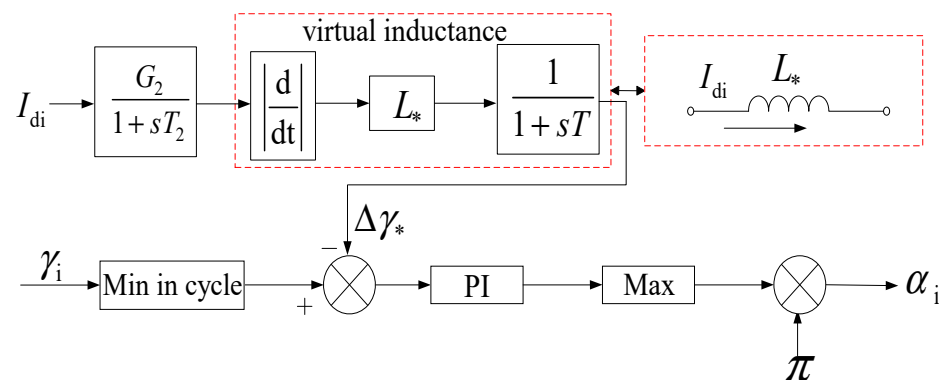 virtual inductance
I_di
G_2
1 + sT_2
|d/dt|
L_*
1
1 + sT
I_di
L_*
Δγ_*
−
γ_i
Min in cycle
+
PI
Max
α_i
π